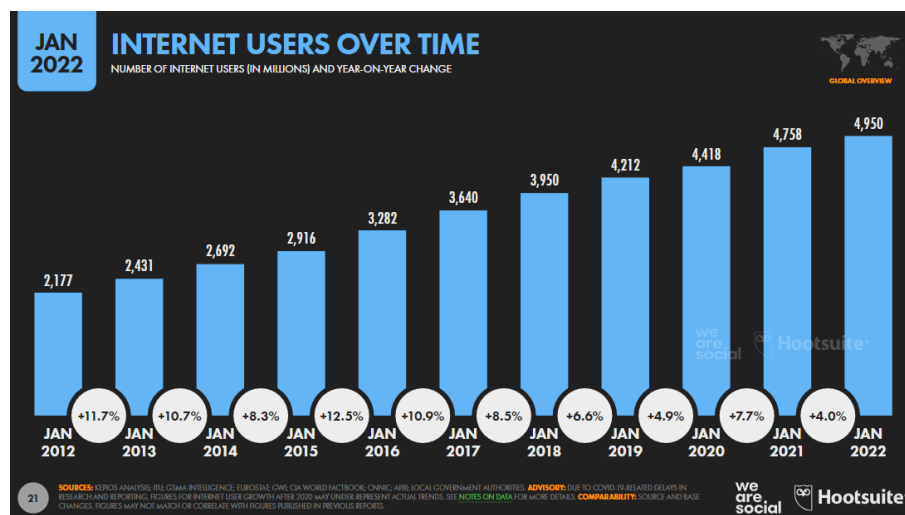 JAN
2022
INTERNET USERS OVER TIME
NUMBER OF INTERNET USERS (IN MILLIONS) AND YEAR-ON-YEAR CHANGE
GLOBAL OVERVIEW
2,177
2,431
2,692
2,916
3,282
3,640
3,950
4,212
4,418
4,758
4,950
we
are
social
Hootsuite
+11.7%
+10.7%
+8.3%
+12.5%
+10.9%
+8.5%
+6.6%
+4.9%
+7.7%
+4.0%
JAN
2012
JAN
2013
JAN
2014
JAN
2015
JAN
2016
JAN
2017
JAN
2018
JAN
2019
JAN
2020
JAN
2021
JAN
2022
21
SOURCES: KEPIOS ANALYSIS; ITU; GSMA INTELLIGENCE; EUROSTAT; GWI; CIA WORLD FACTBOOK; CNNIC; APJII; LOCAL GOVERNMENT AUTHORITIES. ADVISORY: DUE TO COVID-19-RELATED DELAYS IN
RESEARCH AND REPORTING, FIGURES FOR INTERNET USER GROWTH AFTER 2020 MAY UNDER-REPRESENT ACTUAL TRENDS. SEE NOTES ON DATA FOR MORE DETAILS. COMPARABILITY: SOURCE AND BASE
CHANGES. FIGURES MAY NOT MATCH OR CORRELATE WITH FIGURES PUBLISHED IN PREVIOUS REPORTS.
we
are
social
Hootsuite